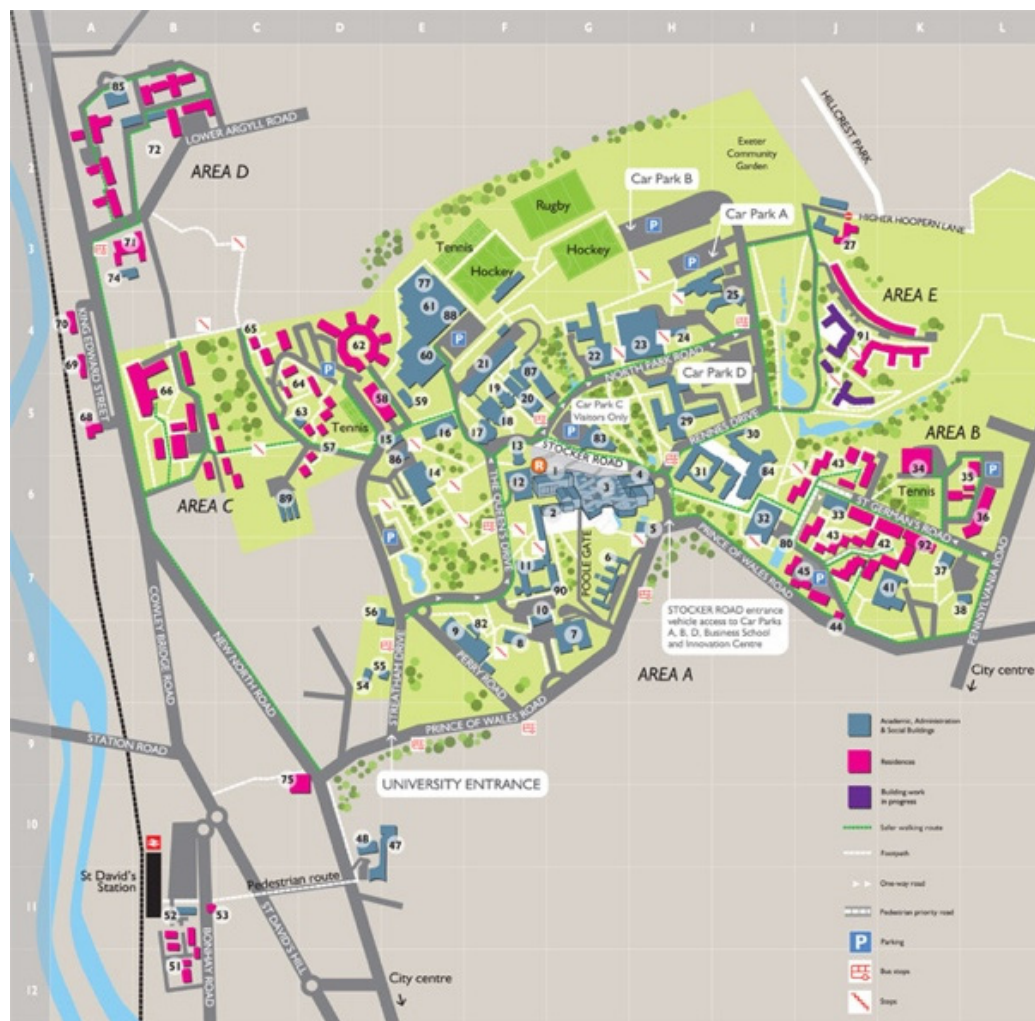 A B C D E F G H I J K L
1
85
LOWER ARGYLL ROAD
72
AREA D
2
Exeter
Community
Garden
HILLCREST PARK
Car Park B
Rugby
Car Park A
P
HIGHER HOOPERN LANE
3
71
Tennis
Hockey
Hockey
P
27
74
77
61
88
25
AREA E
KING EDWARD STREET
70
65
62
4
P
60
21
22
23
24
NORTH PARK ROAD
91
69
66
64
P
58
59
19
87
20
Car Park D
Car Park C
Visitors Only
5
68
63
Tennis
57
15
16
17
18
13
P
83
29
RENNES DRIVE
30
AREA B
86
14
R
STOCKER ROAD
1
3
4
31
84
43
34
35
P
6
AREA C
89
12
2
THE QUEEN'S DRIVE
32
Tennis
ST GERMAN'S ROAD
36
P
5
33
43
42
92
80
POOLE GATE
PRINCE OF WALES ROAD
7
11
90
6
45
P
41
37
38
44
PENNSYLVANIA ROAD
COWLEY BRIDGE ROAD
NEW NORTH ROAD
56
10
9
82
8
7
STOCKER ROAD entrance
vehicle access to Car Parks
A, B, D, Business School
and Innovation Centre
8
55
54
STREATHAM DRIVE
PERRY ROAD
AREA A
City centre
PRINCE OF WALES ROAD
9
STATION ROAD
UNIVERSITY ENTRANCE
75
10
48
47
St David's
Station
Pedestrian route
11
52
53
51
BONHAY ROAD
ST DAVID'S HILL
City centre
12
Academic, Administration
& Social Buildings
Residences
Building work
in progress
Safer walking route
Footpath
One-way road
Pedestrian priority road
P
Parking
Bus stops
Steps